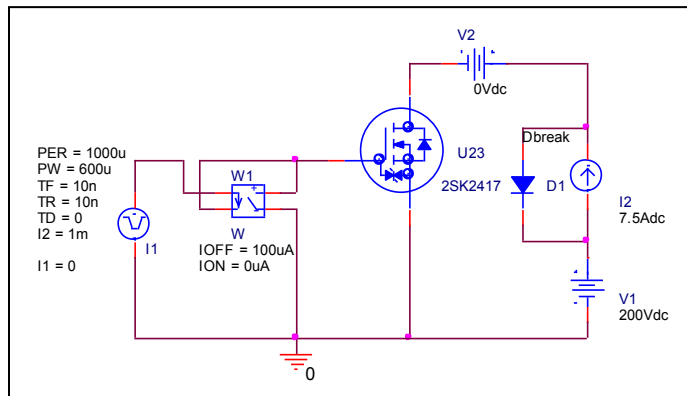 V2
0Vdc
Dbreak
PER = 1000u
PW = 600u
TF = 10n
TR = 10n
TD = 0
I2 = 1m
I1 = 0
I1
W1
+
-
W
IOFF = 100uA
ION = 0uA
U23
2SK2417
D1
I2
7.5Adc
V1
200Vdc
0